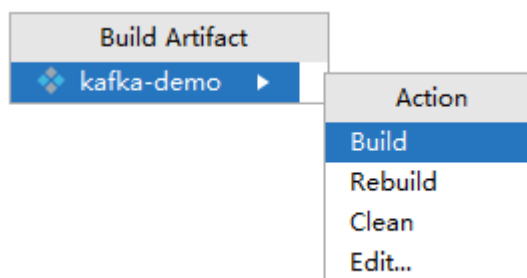 Build Artifact
kafka-demo
Action
Build
Rebuild
Clean
Edit...